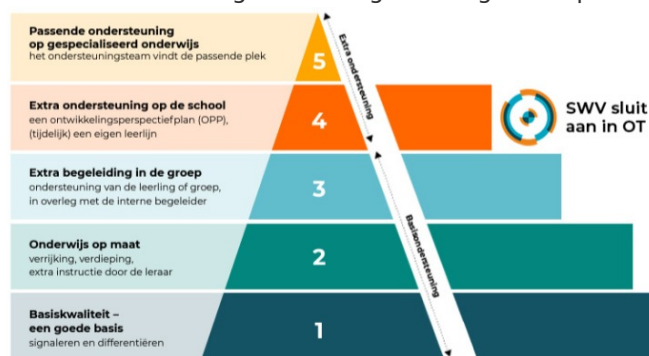 Passende ondersteuning
op gespecialiseerd onderwijs
het ondersteuningsteam vindt de passende plek
5
Extra ondersteuning
Extra ondersteuning op de school
een ontwikkelingsperspectiefplan (OPP),
(tijdelijk) een eigen leerlijn
4
SWV sluit
aan in OT
Extra begeleiding in de groep
ondersteuning van de leerling of groep,
in overleg met de interne begeleider
3
Basisondersteuning
Onderwijs op maat
verrijking, verdieping,
extra instructie door de leraar
2
Basiskwaliteit –
een goede basis
signaleren en differentiëren
1